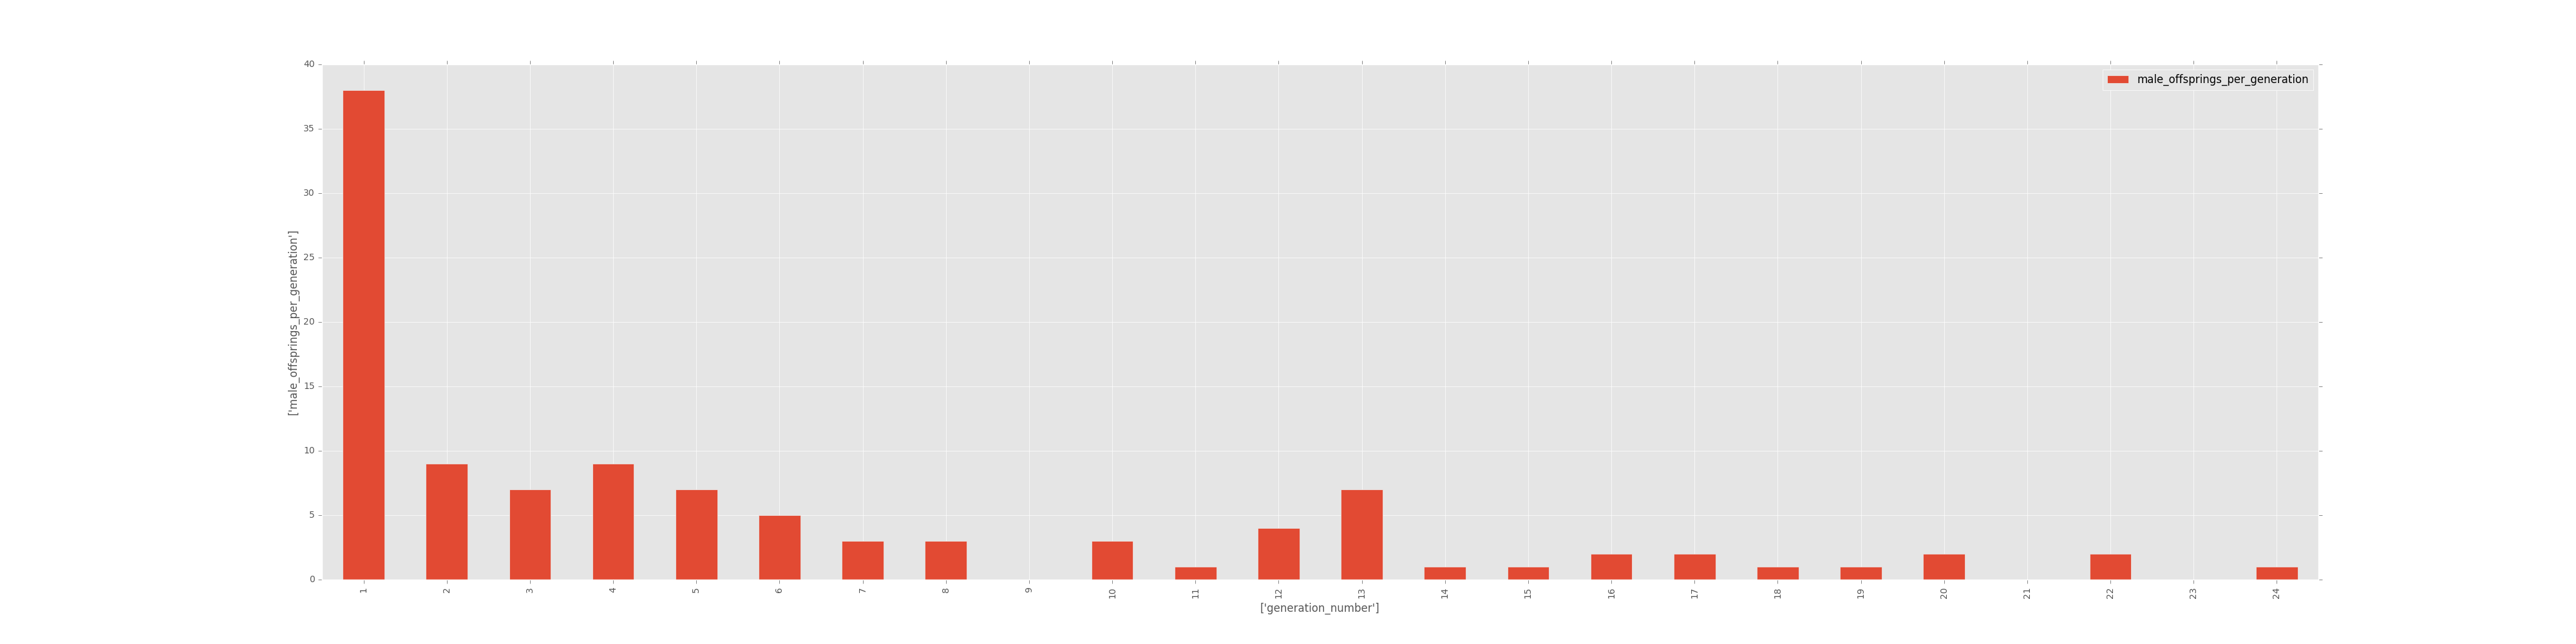 male_offsprings_per_generation
['male_offsprings_per_generation']
40
35
30
25
20
15
10
5
0
1 2 3 4 5 6 7 8 9 10 11 12 13 14 15 16 17 18 19 20 21 22 23 24
['generation_number']